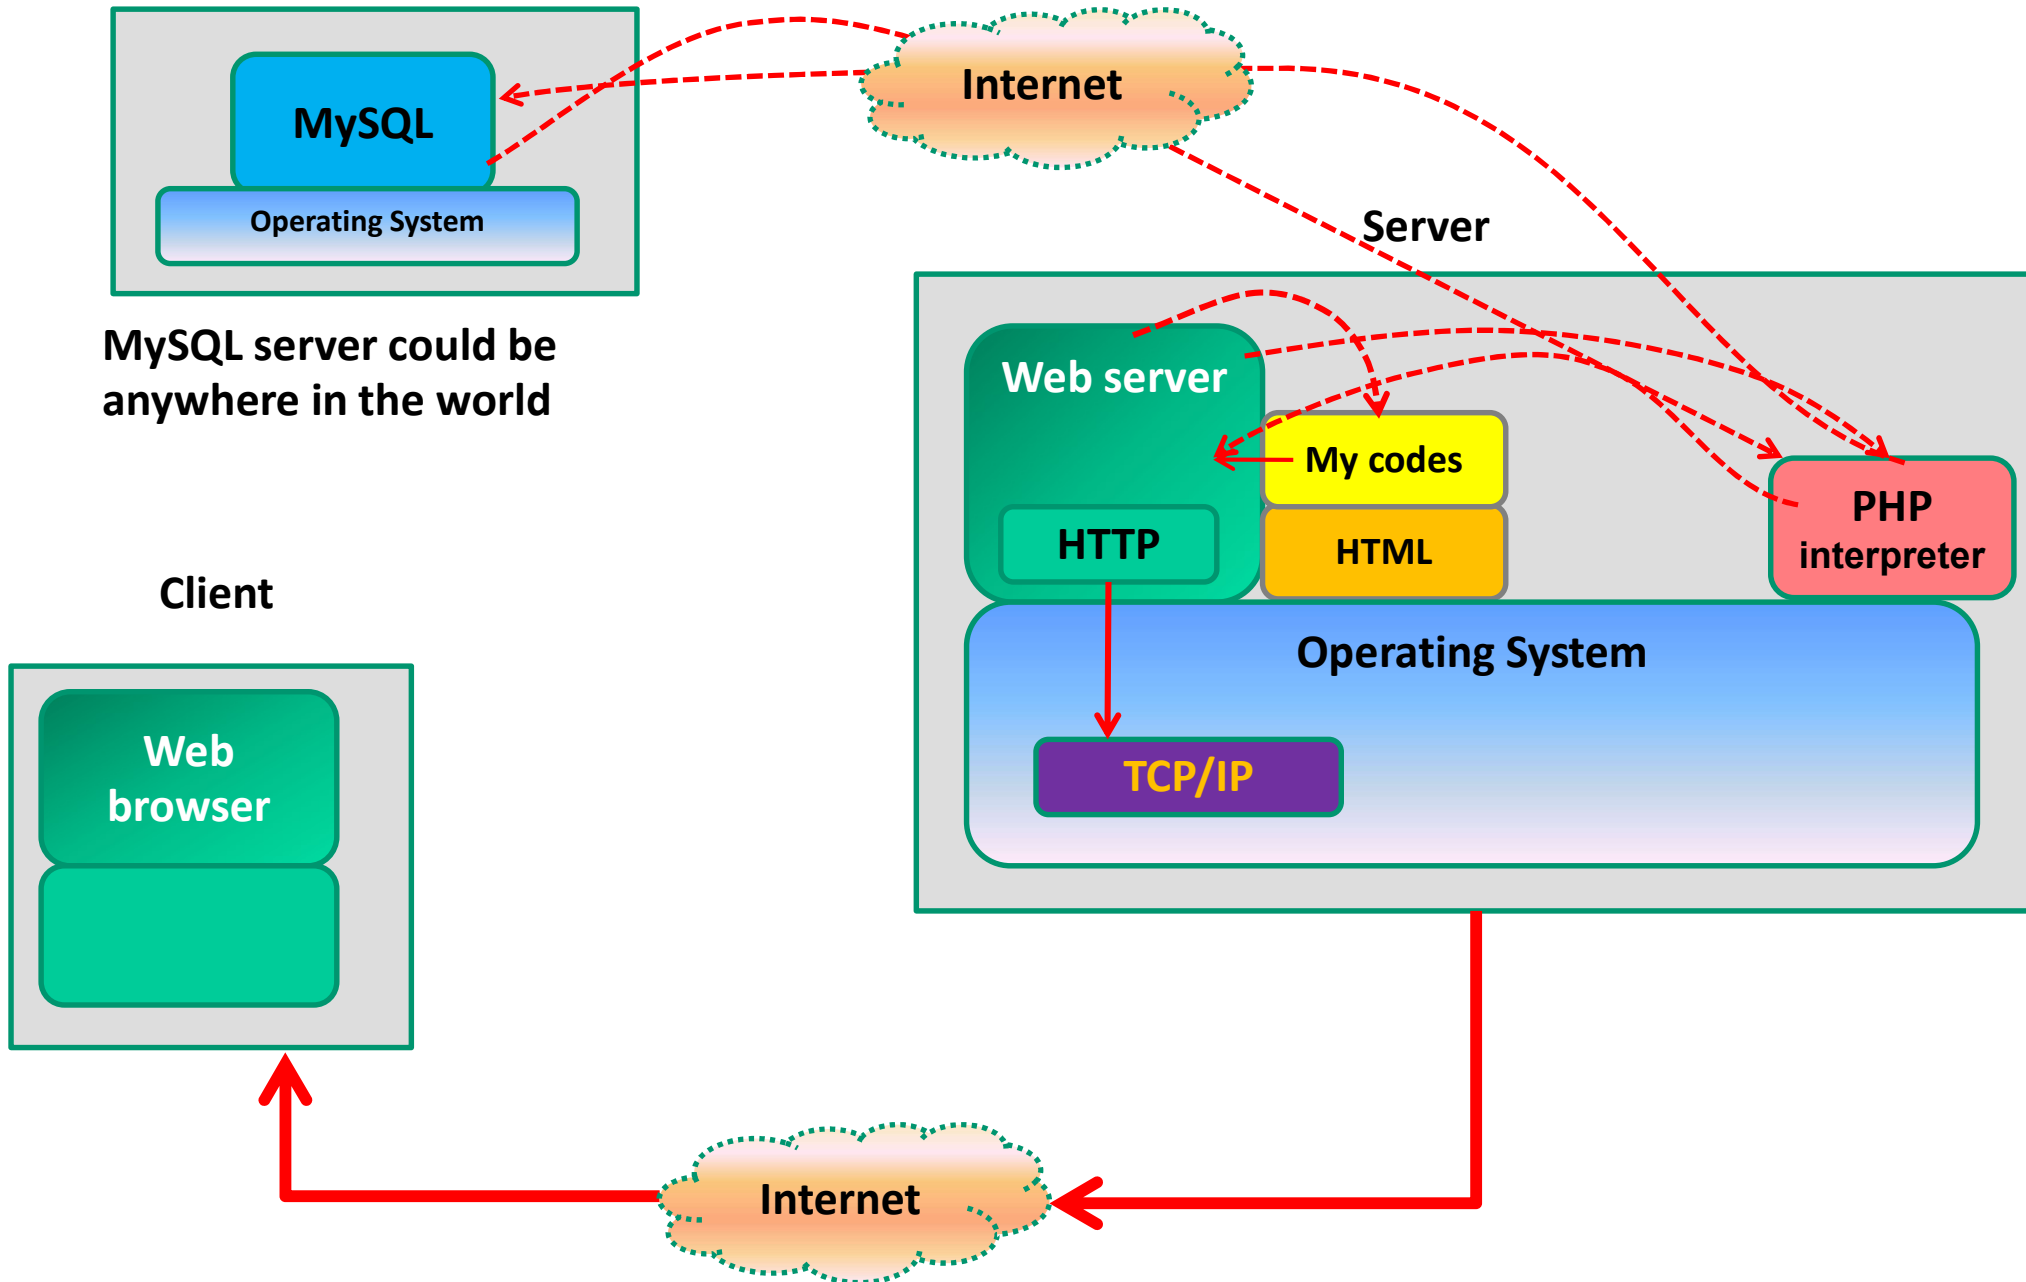 MySQL
Operating System
MySQL server could be
anywhere in the world
Internet
Server
Web server
My codes
HTTP
HTML
PHP
interpreter
Operating System
TCP/IP
Client
Web
browser
Internet